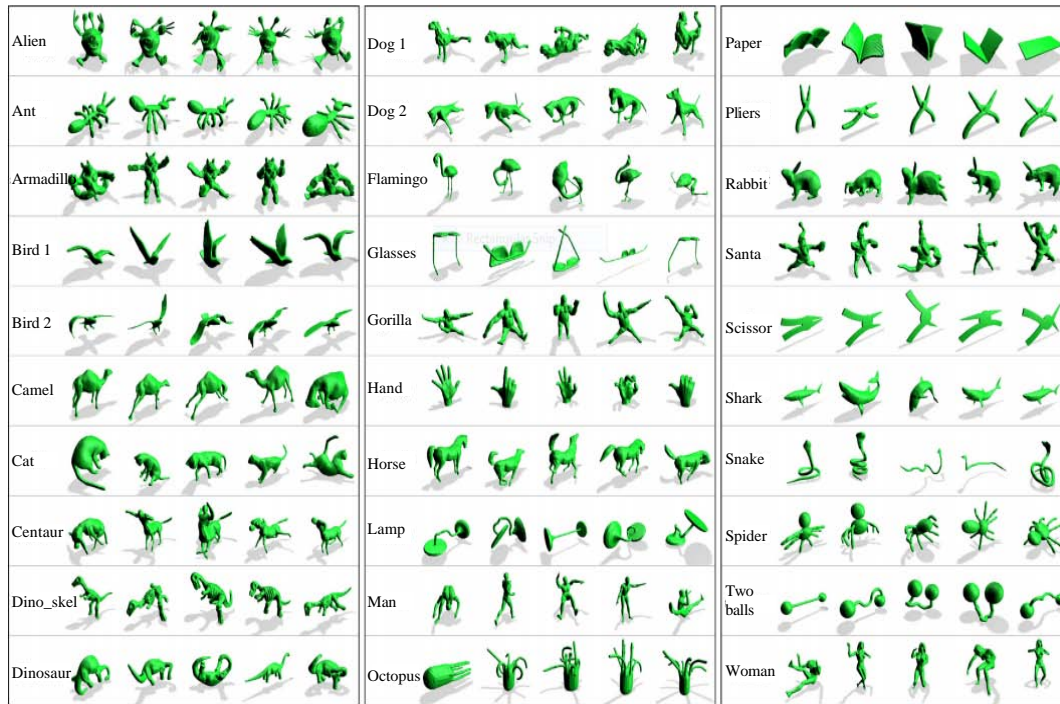 Alien
Ant
Armadillo
Bird 1
Bird 2
Camel
Cat
Centaur
Dino_skel
Dinosaur
Dog 1
Dog 2
Flamingo
Glasses
RectangularSnip
Gorilla
Hand
Horse
Lamp
Man
Octopus
Paper
Pliers
Rabbit
Santa
Scissor
Shark
Snake
Spider
Two
balls
Woman